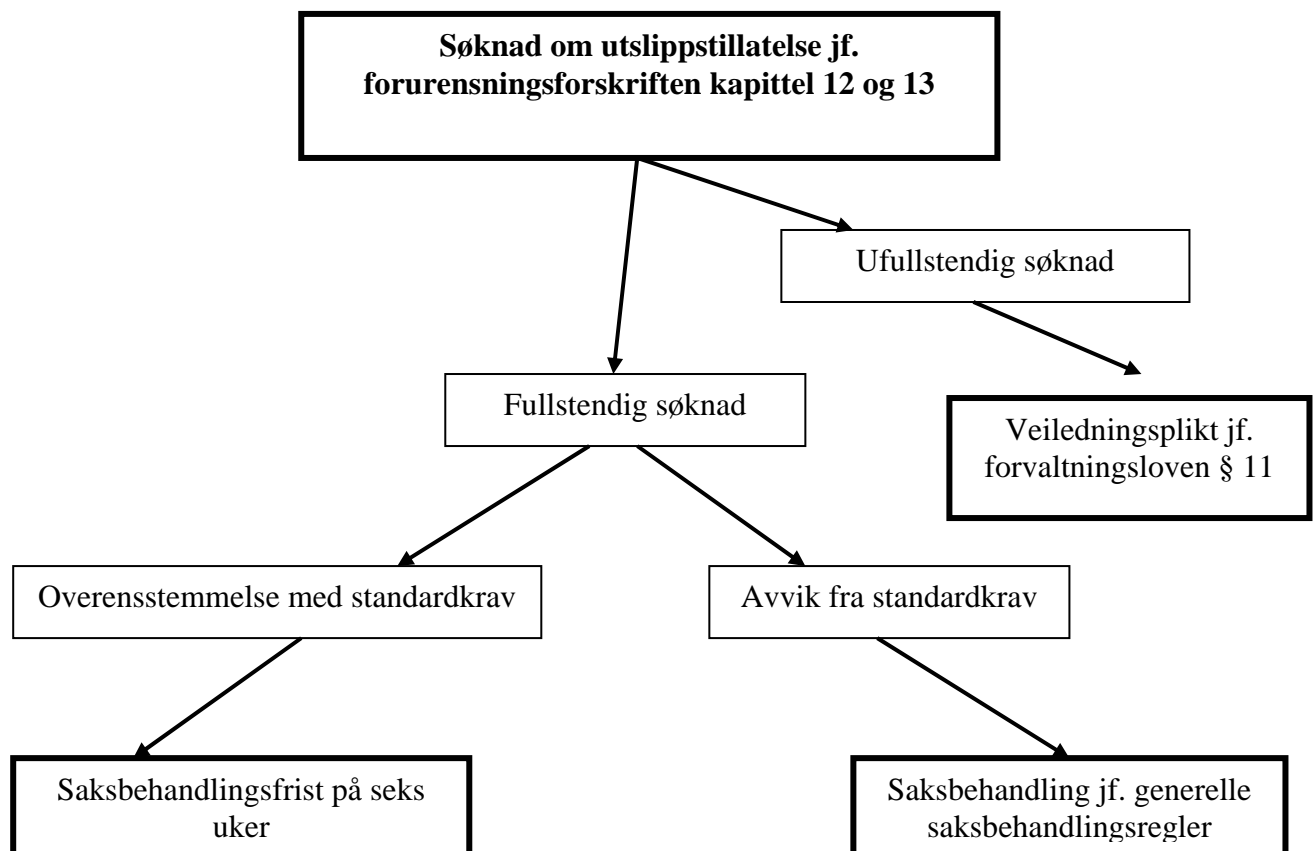 Søknad om utslippstillatelse jf.
forurensningsforskriften kapittel 12 og 13
Ufullstendig søknad
Fullstendig søknad
Veiledningsplikt jf.
forvaltningsloven § 11
Overensstemmelse med standardkrav
Avvik fra standardkrav
Saksbehandlingsfrist på seks
uker
Saksbehandling jf. generelle
saksbehandlingsregler